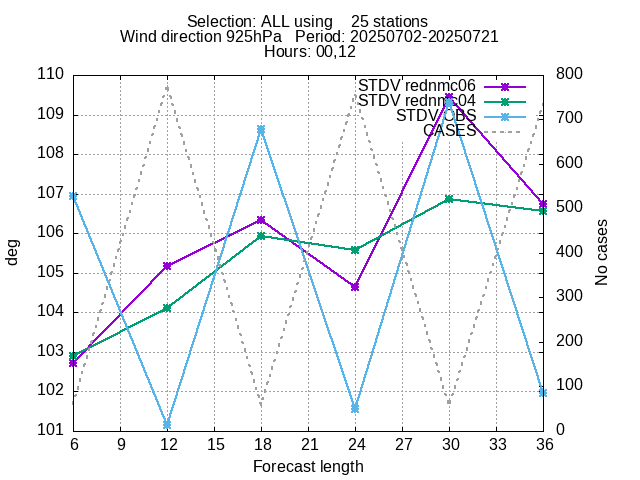 Selection: ALL using    25 stations
Wind direction 925hPa   Period: 20250702-20250721
Hours: 00,12
STDV rednmc06
STDV rednmc04
STDV OBS
CASES
110
109
108
107
106
105
104
103
102
101
800
700
600
500
400
300
200
100
0
deg
No cases
6 9 12 15 18 21 24 27 30 33 36
Forecast length